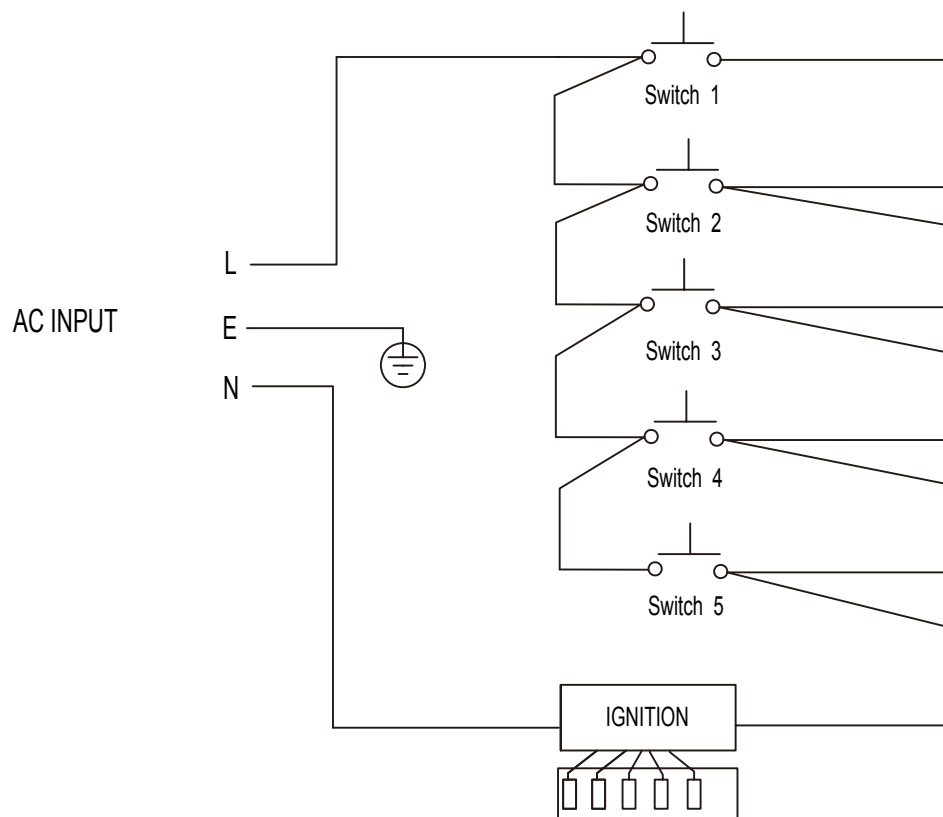 Switch 1
Switch 2
L
AC INPUT
E
Switch 3
N
Switch 4
Switch 5
IGNITION